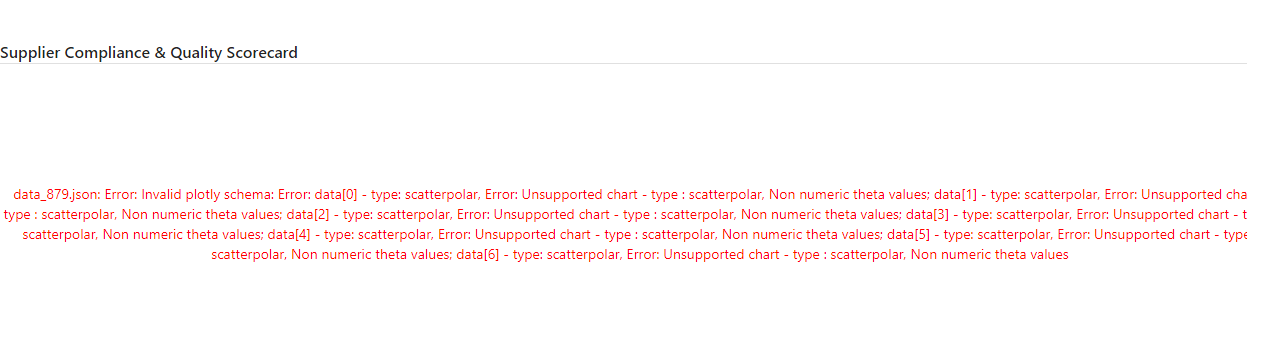 Supplier Compliance & Quality Scorecard
data_879.json: Error: Invalid plotly schema: Error: data[0] - type: scatterpolar, Error: Unsupported chart - type : scatterpolar, Non numeric theta values; data[1] - type: scatterpolar, Error: Unsupported cha
type : scatterpolar, Non numeric theta values; data[2] - type: scatterpolar, Error: Unsupported chart - type : scatterpolar, Non numeric theta values; data[3] - type: scatterpolar, Error: Unsupported chart - t
scatterpolar, Non numeric theta values; data[4] - type: scatterpolar, Error: Unsupported chart - type : scatterpolar, Non numeric theta values; data[5] - type: scatterpolar, Error: Unsupported chart - type
scatterpolar, Non numeric theta values; data[6] - type: scatterpolar, Error: Unsupported chart - type : scatterpolar, Non numeric theta values